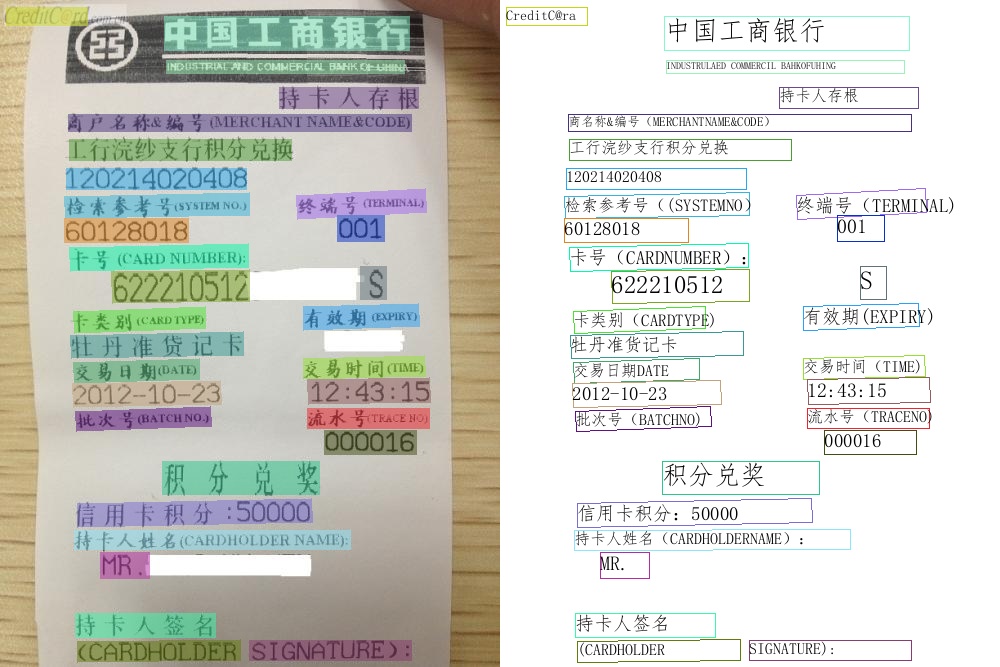 CreditCard.com.cn
中国工商银行
INDUSTRIAL AND COMMERCIAL BANK OF CHINA
持卡人存根
商户名称&编号(MERCHANT NAME&CODE)
工行浣纱支行积分兑换
120214020408
检索参考号(SYSTEM NO.) 终端号(TERMINAL)
60128018 001
卡号(CARD NUMBER):
622210512 S
卡类别(CARD TYPE) 有效期(EXPIRY)
牡丹准货记卡
交易日期(DATE) 交易时间(TIME)
2012-10-23 12:43:15
批次号(BATCH NO.) 流水号(TRACE NO)
000016
积分兑奖
信用卡积分:50000
持卡人姓名(CARDHOLDER NAME):
MR.
持卡人签名
(CARDHOLDER SIGNATURE):
CreditC@ra
中国工商银行
INDUSTRULAED COMMERCIL BAHKOFUHING
持卡人存根
商名称&编号（MERCHANTNAME&CODE）
工行浣纱支行积分兑换
120214020408
检索参考号（(SYSTEMNO） 终端号（TERMINAL)
60128018 001
卡号（CARDNUMBER）：
622210512 S
卡类别（CARDTYPE) 有效期(EXPIRY)
牡丹准货记卡
交易日期DATE 交易时间（TIME）
2012-10-23 12:43:15
批次号（BATCHNO) 流水号（TRACENO)
000016
积分兑奖
信用卡积分：50000
持卡人姓名（CARDHOLDERNAME）：
MR.
持卡人签名
(CARDHOLDER SIGNATURE):